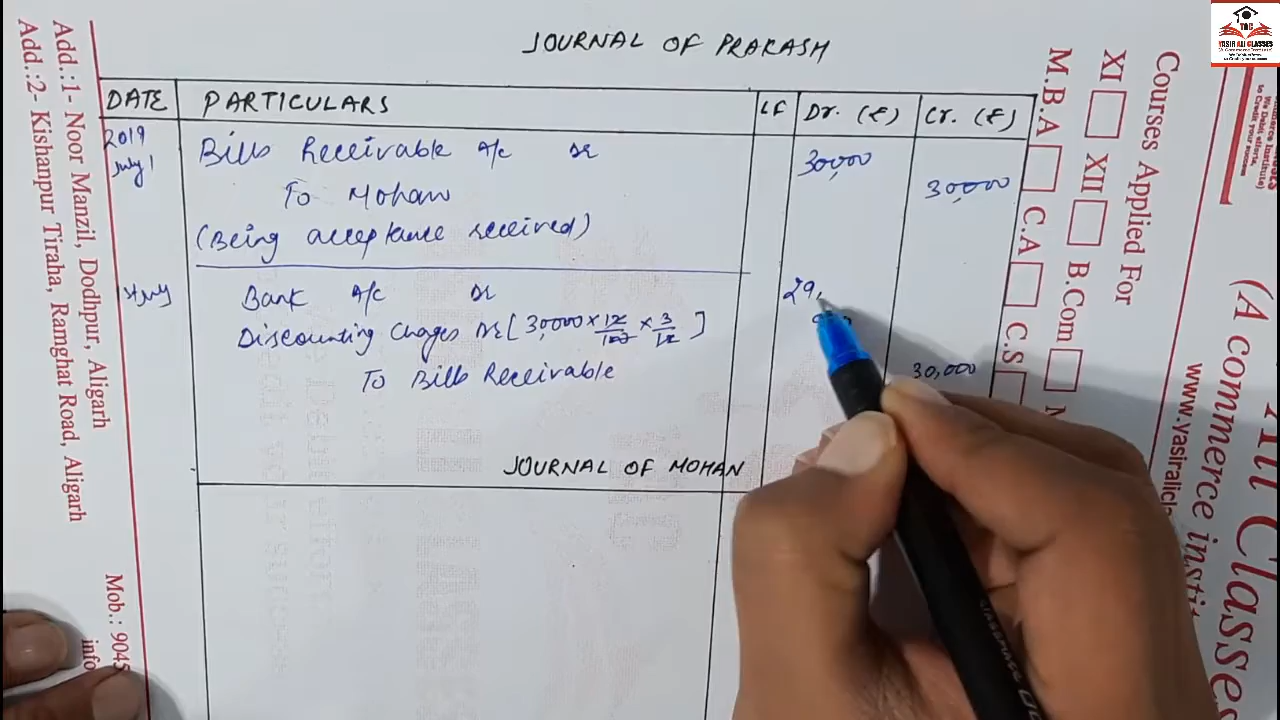 JOURNAL OF PRAKASH
DATE PARTICULARS LF Dr. (₹) Cr. (₹)
2019
July 1 Bills Receivable A/c Dr 30,000
To Mohan 30,000
(Being acceptance received)
Bank A/c Dr 29,
Discounting Charges Dr [ 30,000 × 12/100 × 3/12 ]
To Bills Receivable 30,000
JOURNAL OF MOHAN
Add.:1- Noor Manzil, Dodhpur, Aligarh
Add.:2- Kishanpur Tiraha, Ramghat Road, Aligarh
Mob.: 9045
Courses Applied For
XI XII B.Com
M.B.A C.A C.S
(A commerce insti
www.yasiralicl
YASIR ALI CLASSES